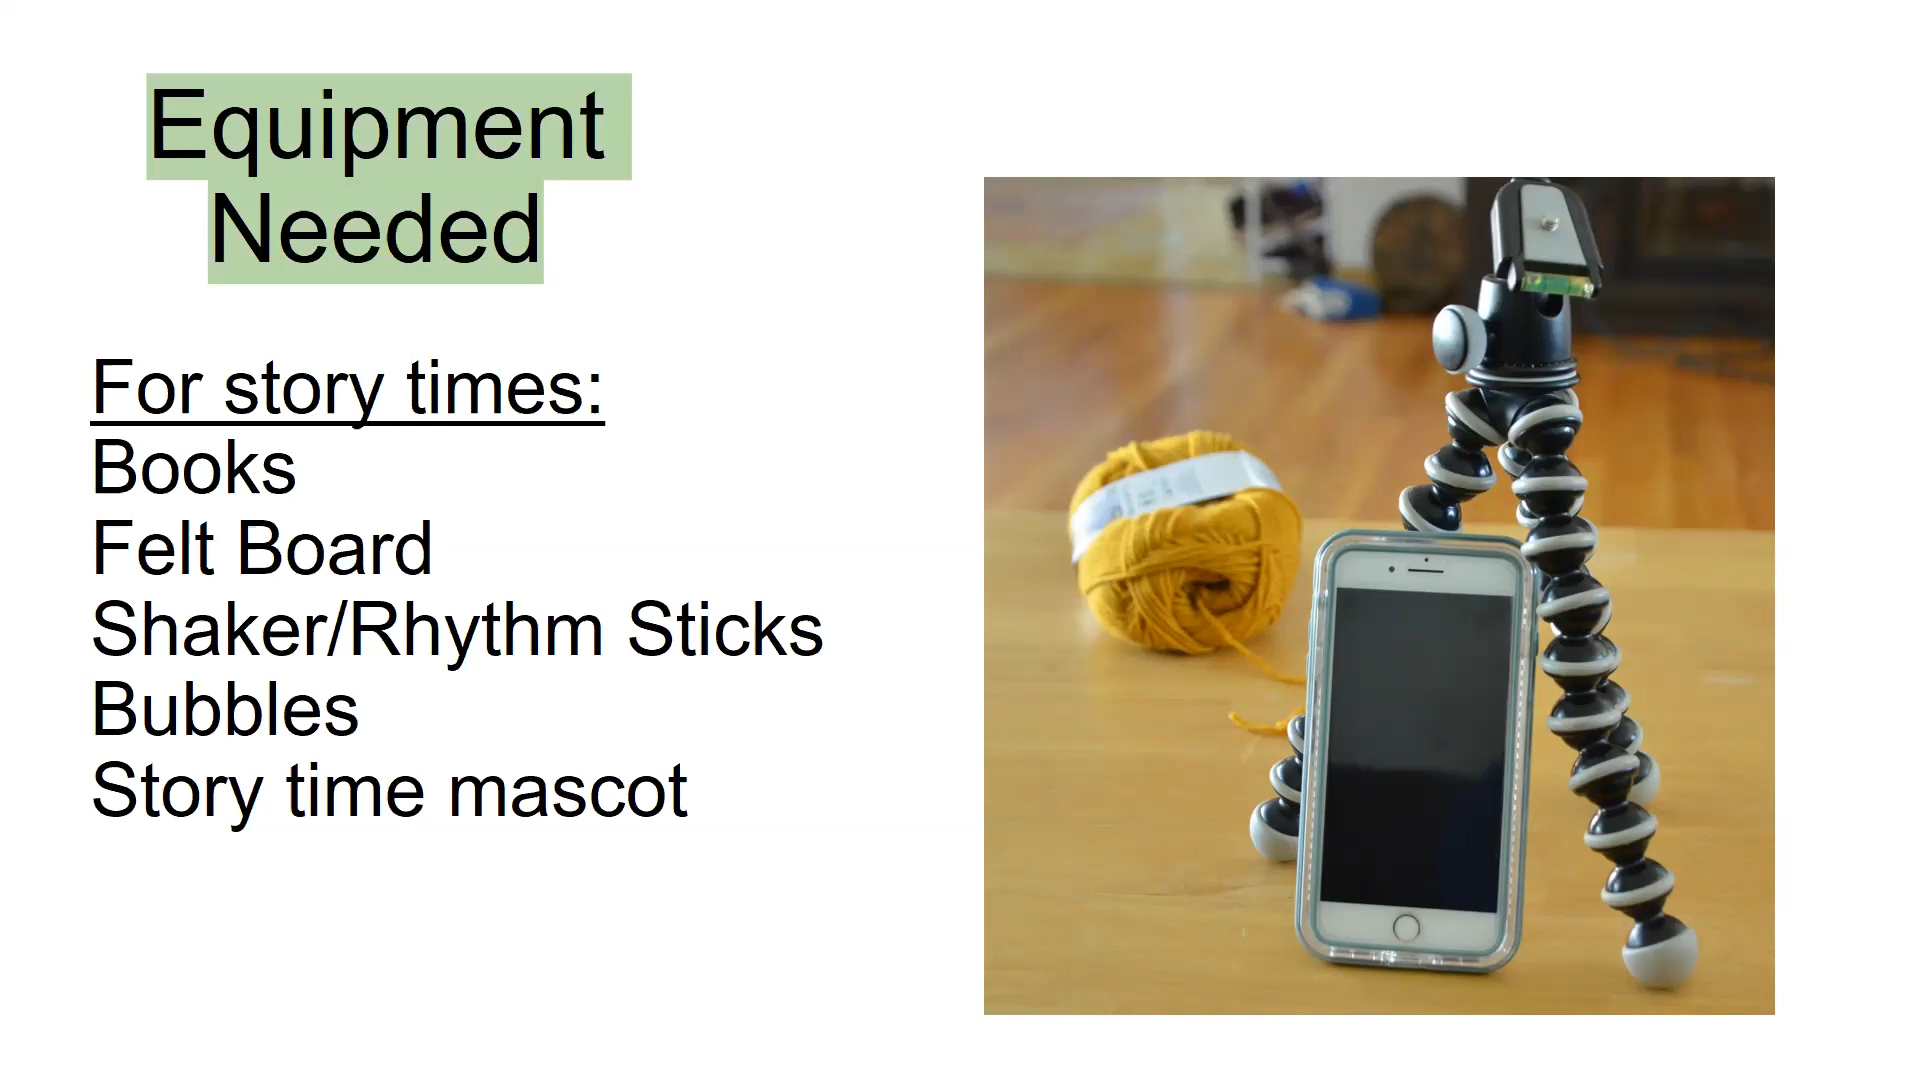 Equipment
Needed
For story times:
Books
Felt Board
Shaker/Rhythm Sticks
Bubbles
Story time mascot